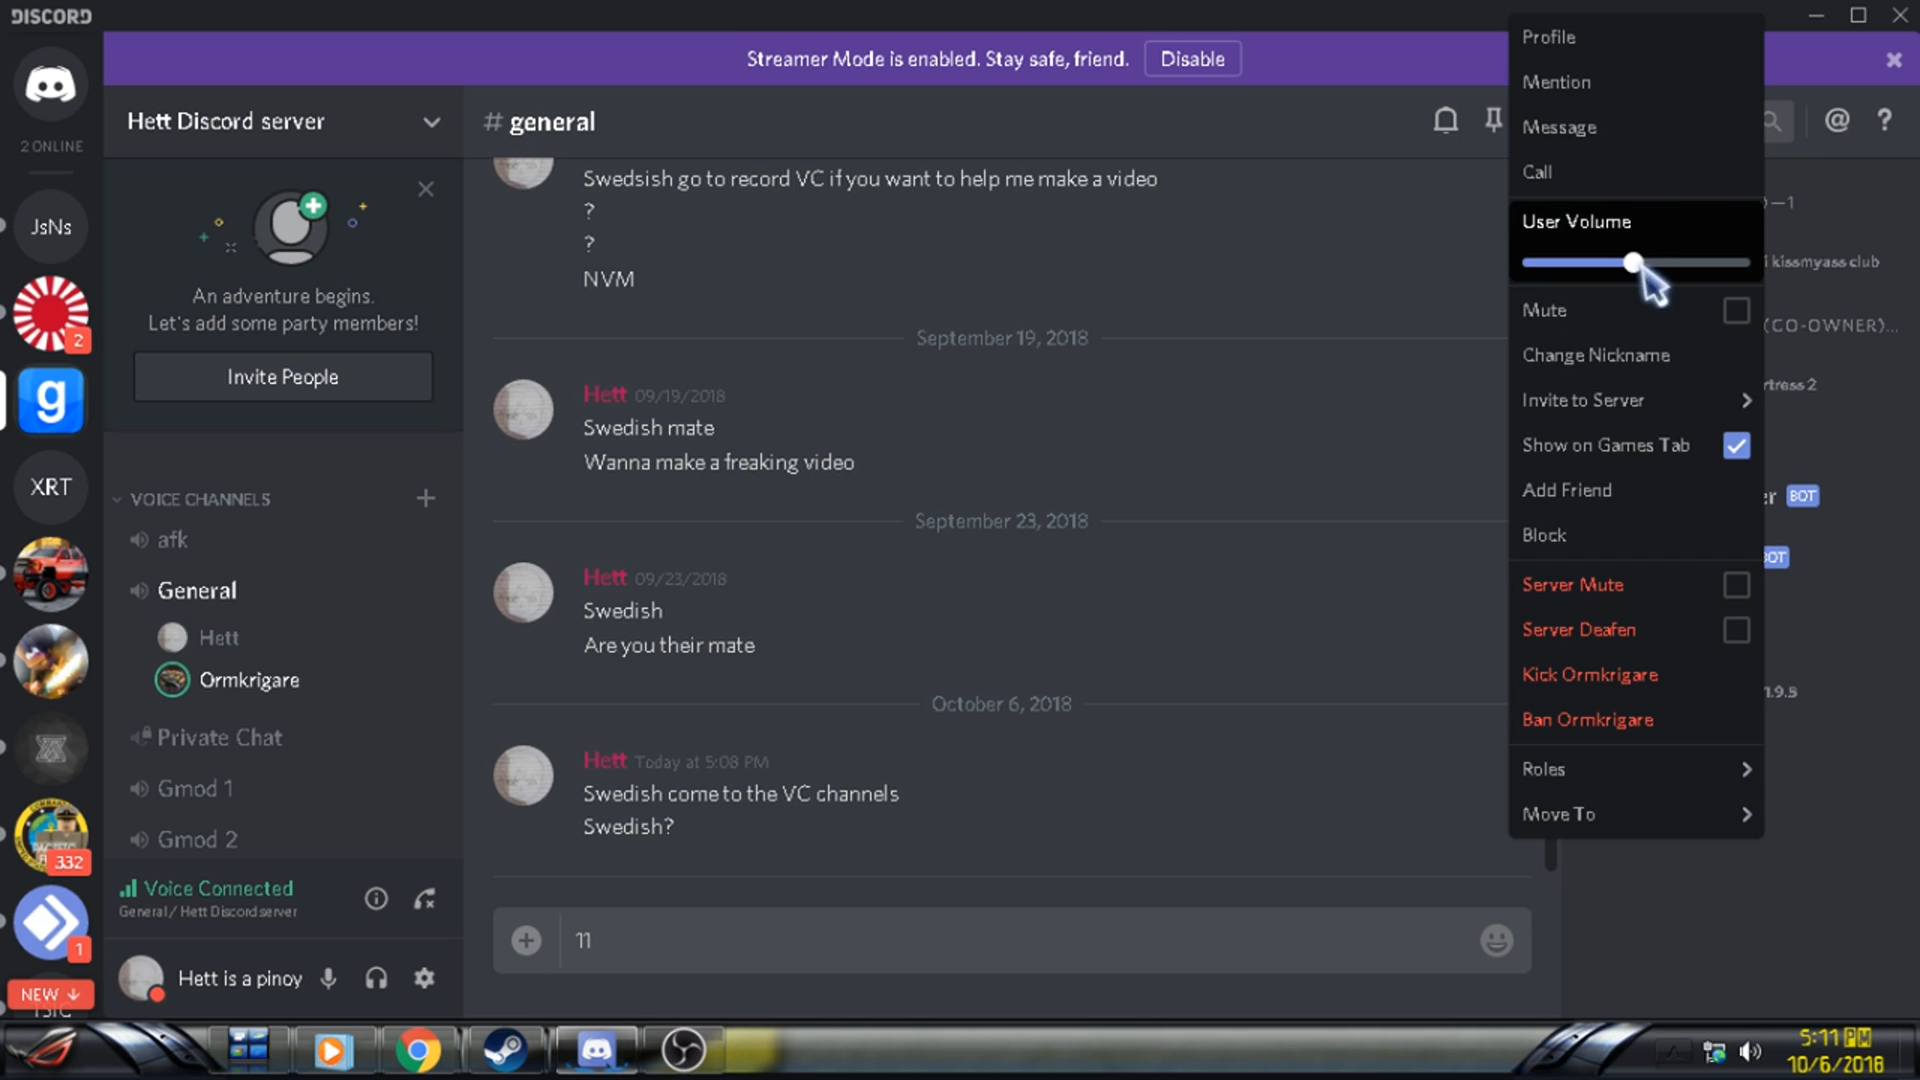 DISCORD
Streamer Mode is enabled. Stay safe, friend.
Disable
2 ONLINE
JsNs
2
g
XRT
332
1
NEW
Hett Discord server
An adventure begins.
Let's add some party members!
Invite People
VOICE CHANNELS
afk
General
Hett
Ormkrigare
Private Chat
Gmod 1
Gmod 2
Voice Connected
General / Hett Discord server
Hett is a pinoy
# general
Swedsish go to record VC if you want to help me make a video
?
?
NVM
September 19, 2018
Hett 09/19/2018
Swedish mate
Wanna make a freaking video
September 23, 2018
Hett 09/23/2018
Swedish
Are you their mate
October 6, 2018
Hett Today at 5:08 PM
Swedish come to the VC channels
Swedish?
11
Profile
Mention
Message
Call
User Volume
Mute
Change Nickname
Invite to Server
Show on Games Tab
Add Friend
Block
Server Mute
Server Deafen
Kick Ormkrigare
Ban Ormkrigare
Roles
Move To
@ ?
—1
kissmyass club
(CO-OWNER)...
BOT
BOT
5:11 PM
10/6/2018